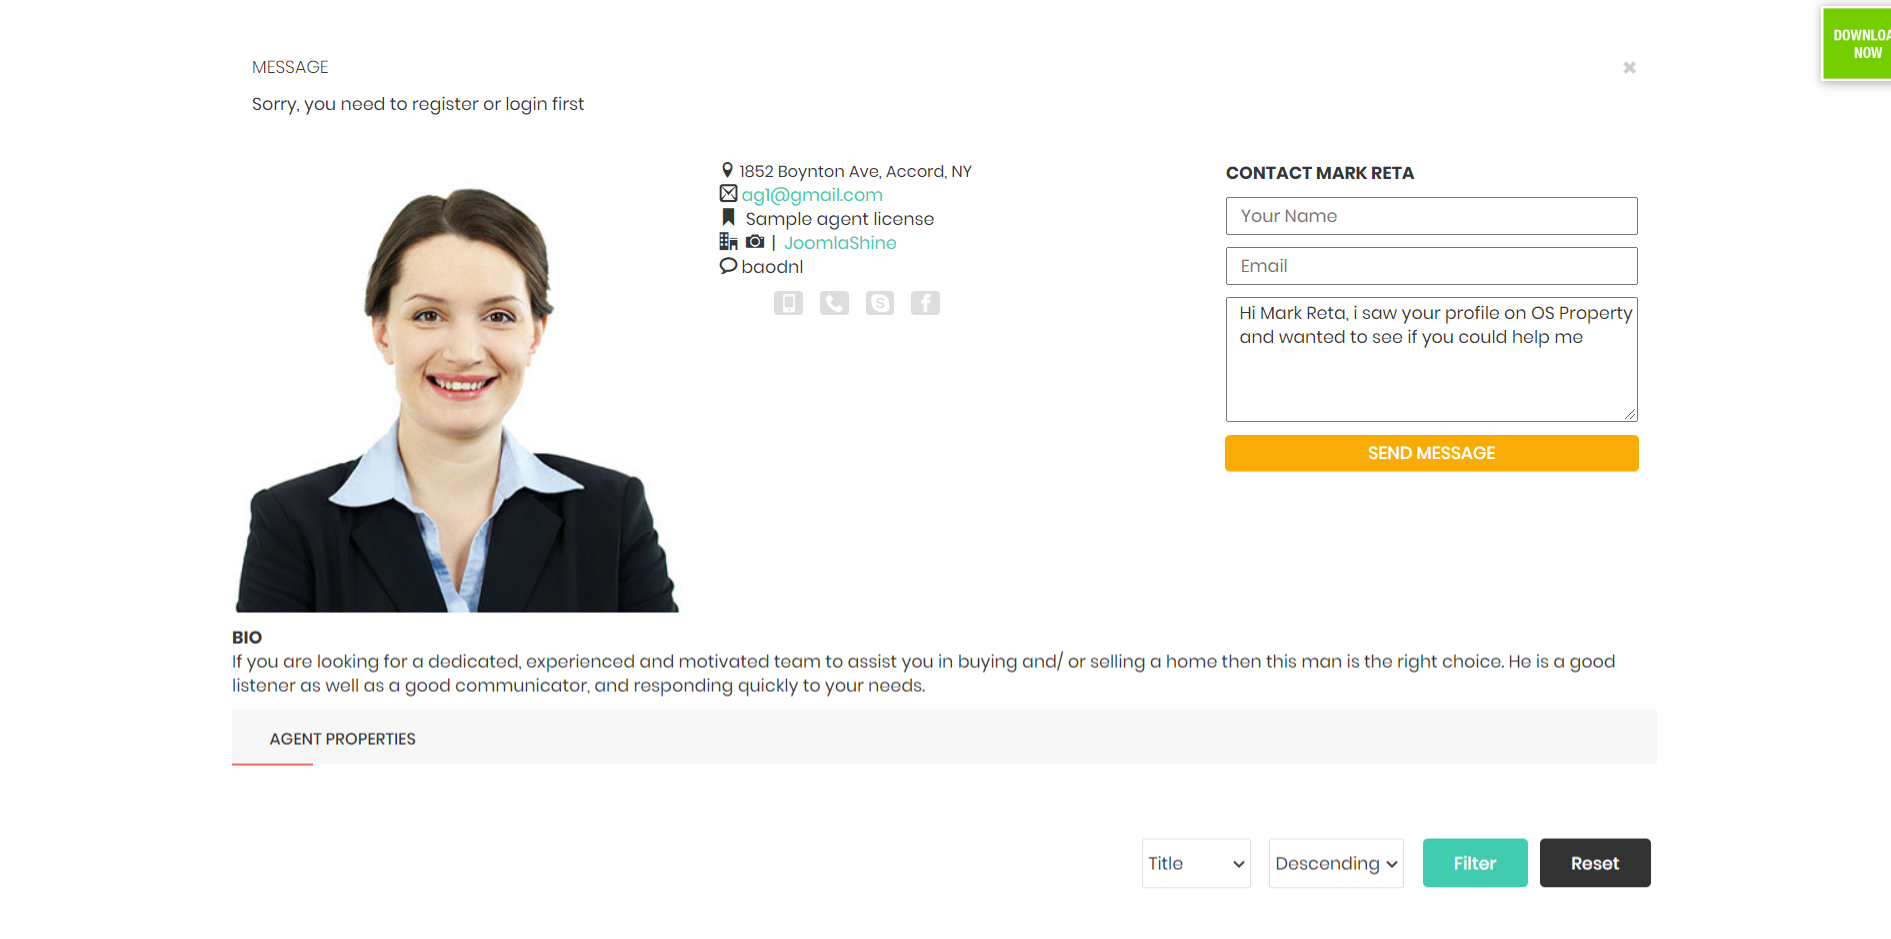 DOWNLOA
NOW
MESSAGE
Sorry, you need to register or login first
1852 Boynton Ave, Accord, NY
ag1@gmail.com
Sample agent license
| JoomlaShine
baodnl
CONTACT MARK RETA
Your Name
Email
Hi Mark Reta, i saw your profile on OS Property
and wanted to see if you could help me
SEND MESSAGE
BIO
If you are looking for a dedicated, experienced and motivated team to assist you in buying and/ or selling a home then this man is the right choice. He is a good
listener as well as a good communicator, and responding quickly to your needs.
AGENT PROPERTIES
Title
Descending
Filter
Reset